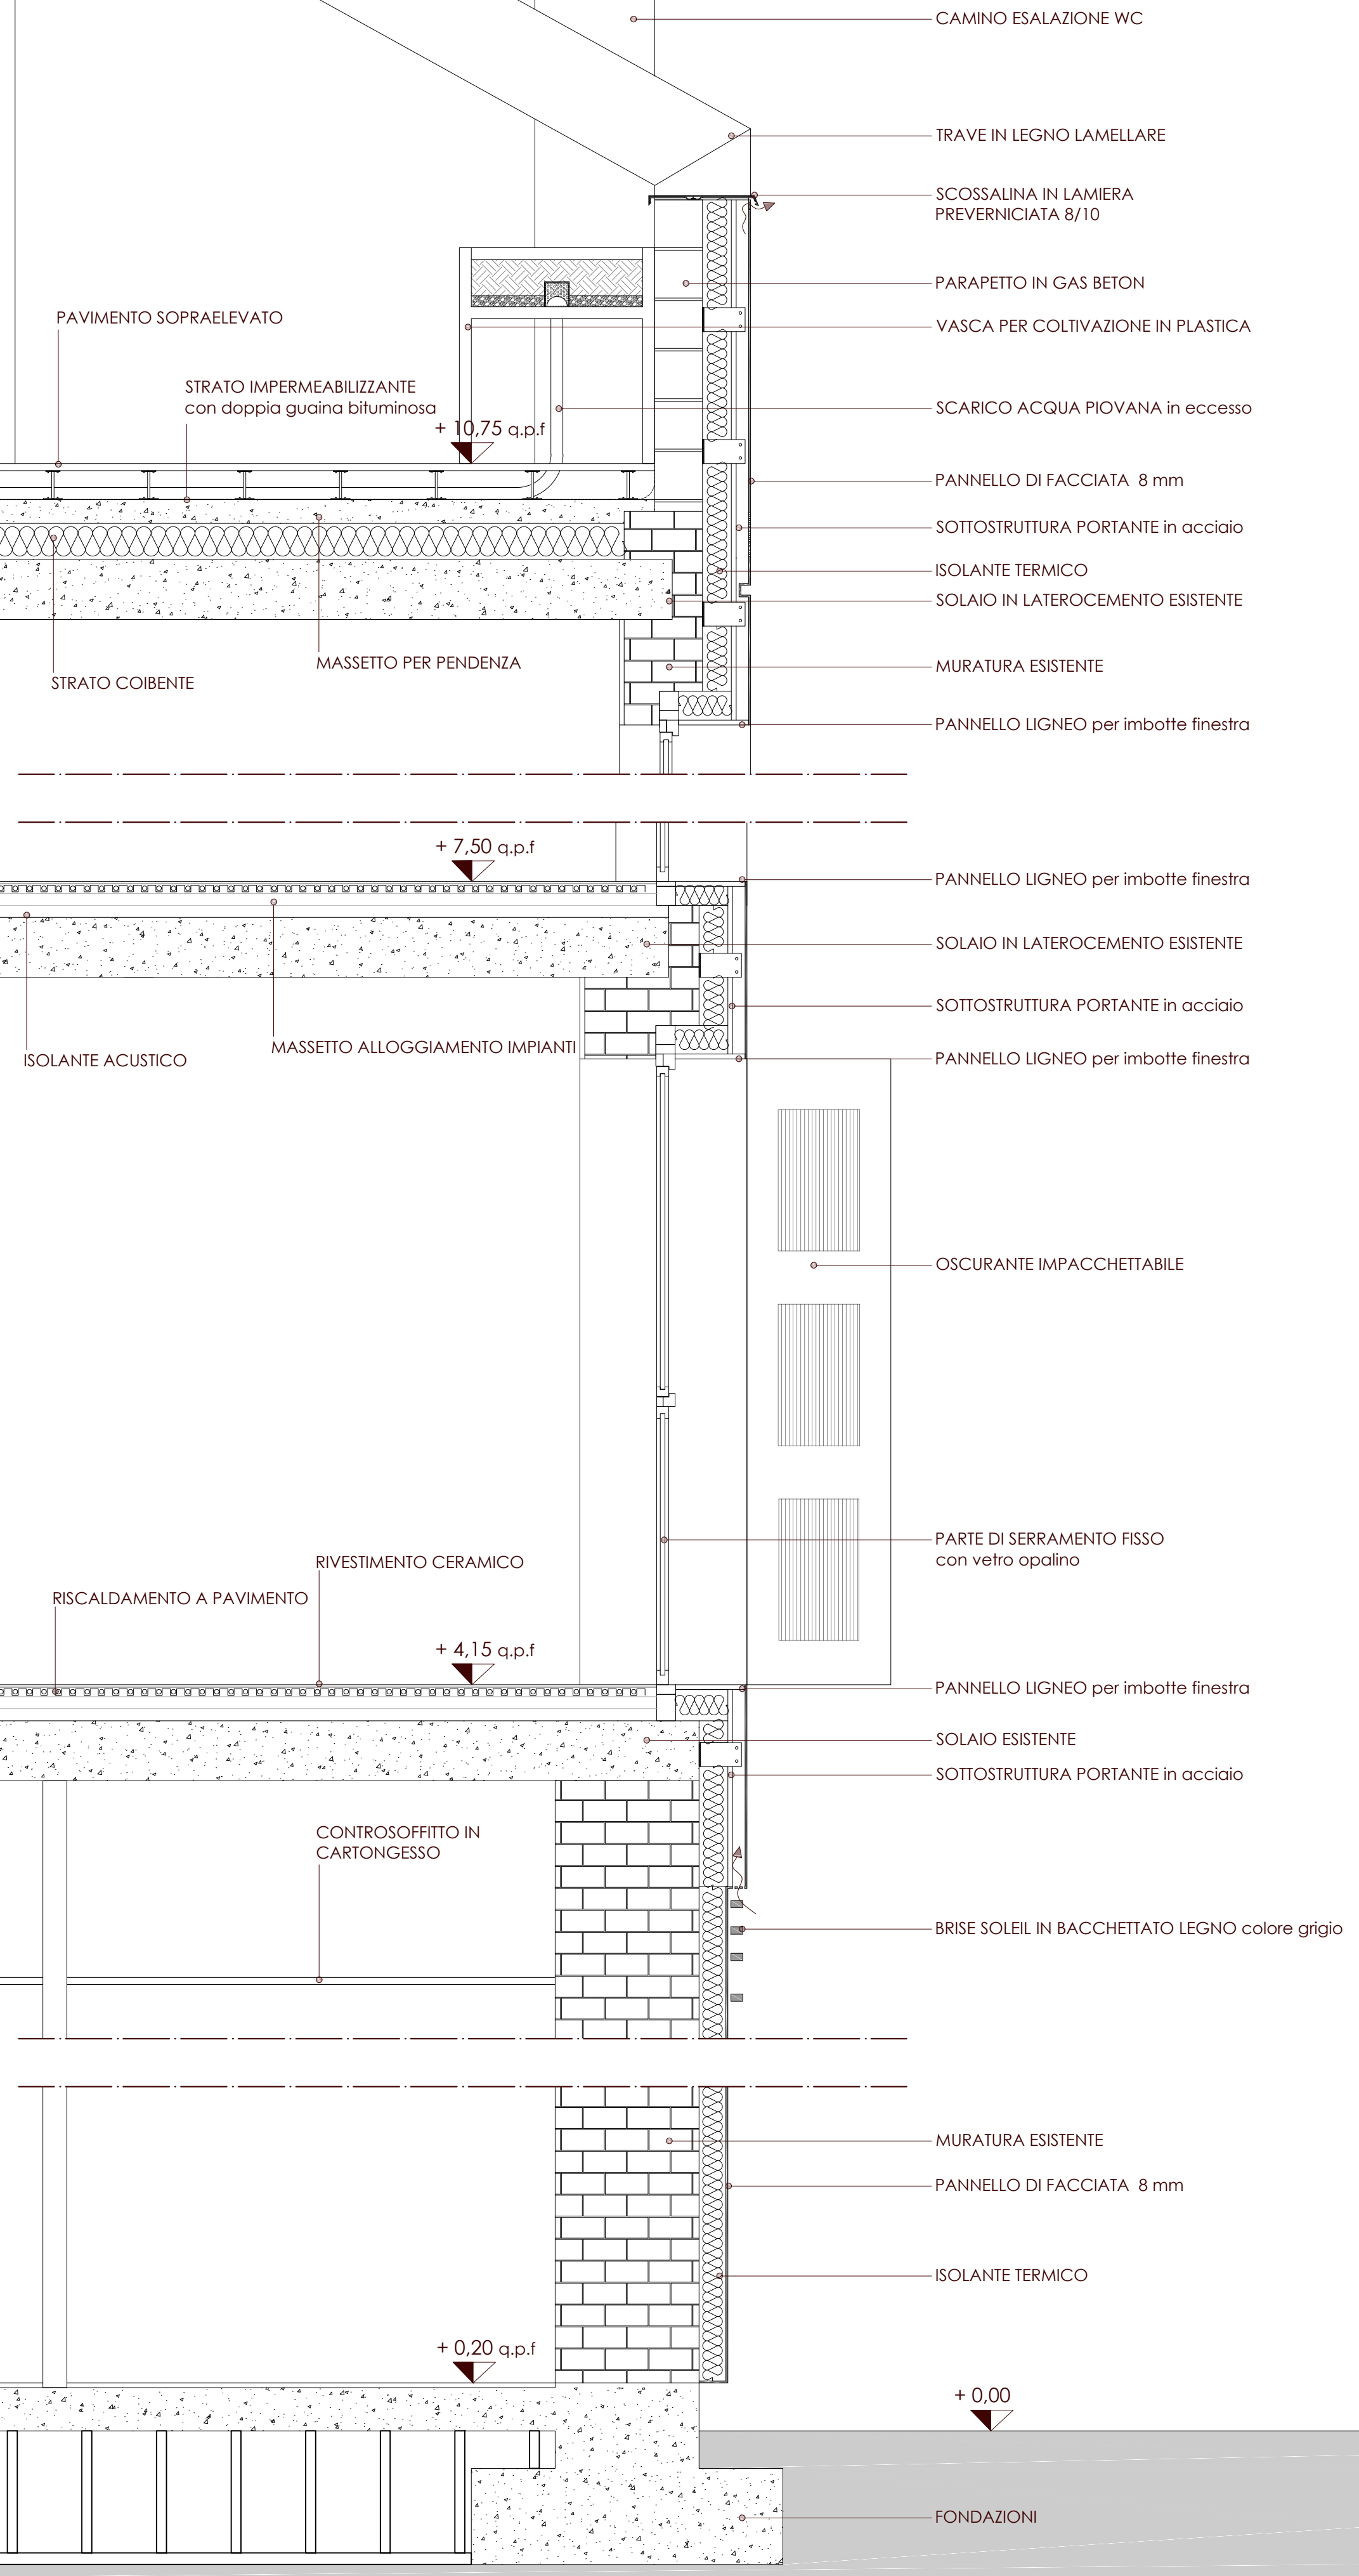 CAMINO ESALAZIONE WC
TRAVE IN LEGNO LAMELLARE
SCOSSALINA IN LAMIERA
PREVERNICIATA 8/10
PARAPETTO IN GAS BETON
PAVIMENTO SOPRAELEVATO
VASCA PER COLTIVAZIONE IN PLASTICA
STRATO IMPERMEABILIZZANTE
con doppia guaina bituminosa
SCARICO ACQUA PIOVANA in eccesso
+ 10,75 q.p.f
PANNELLO DI FACCIATA 8 mm
SOTTOSTRUTTURA PORTANTE in acciaio
ISOLANTE TERMICO
SOLAIO IN LATEROCEMENTO ESISTENTE
MASSETTO PER PENDENZA
MURATURA ESISTENTE
STRATO COIBENTE
PANNELLO LIGNEO per imbotte finestra
+ 7,50 q.p.f
PANNELLO LIGNEO per imbotte finestra
SOLAIO IN LATEROCEMENTO ESISTENTE
SOTTOSTRUTTURA PORTANTE in acciaio
MASSETTO ALLOGGIAMENTO IMPIANTI
ISOLANTE ACUSTICO
PANNELLO LIGNEO per imbotte finestra
OSCURANTE IMPACCHETTABILE
PARTE DI SERRAMENTO FISSO
con vetro opalino
RIVESTIMENTO CERAMICO
RISCALDAMENTO A PAVIMENTO
+ 4,15 q.p.f
PANNELLO LIGNEO per imbotte finestra
SOLAIO ESISTENTE
SOTTOSTRUTTURA PORTANTE in acciaio
CONTROSOFFITTO IN
CARTONGESSO
BRISE SOLEIL IN BACCHETTATO LEGNO colore grigio
MURATURA ESISTENTE
PANNELLO DI FACCIATA 8 mm
ISOLANTE TERMICO
+ 0,20 q.p.f
+ 0,00
FONDAZIONI